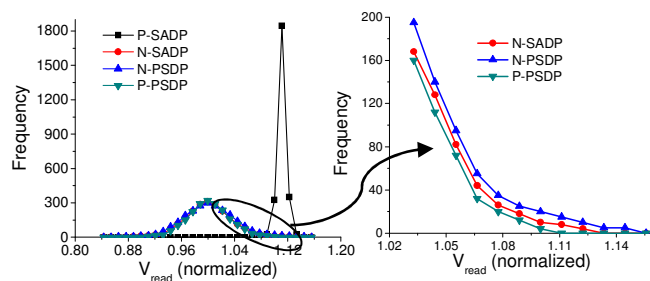 Frequency
1800
1500
1200
900
600
300
0
P-SADP
N-SADP
N-PSDP
P-PSDP
0.80 0.88 0.96 1.04 1.12 1.20
Vread (normalized)
Frequency
200
160
120
80
40
0
N-SADP
N-PSDP
P-PSDP
1.02 1.05 1.08 1.11 1.14
Vread (normalized)